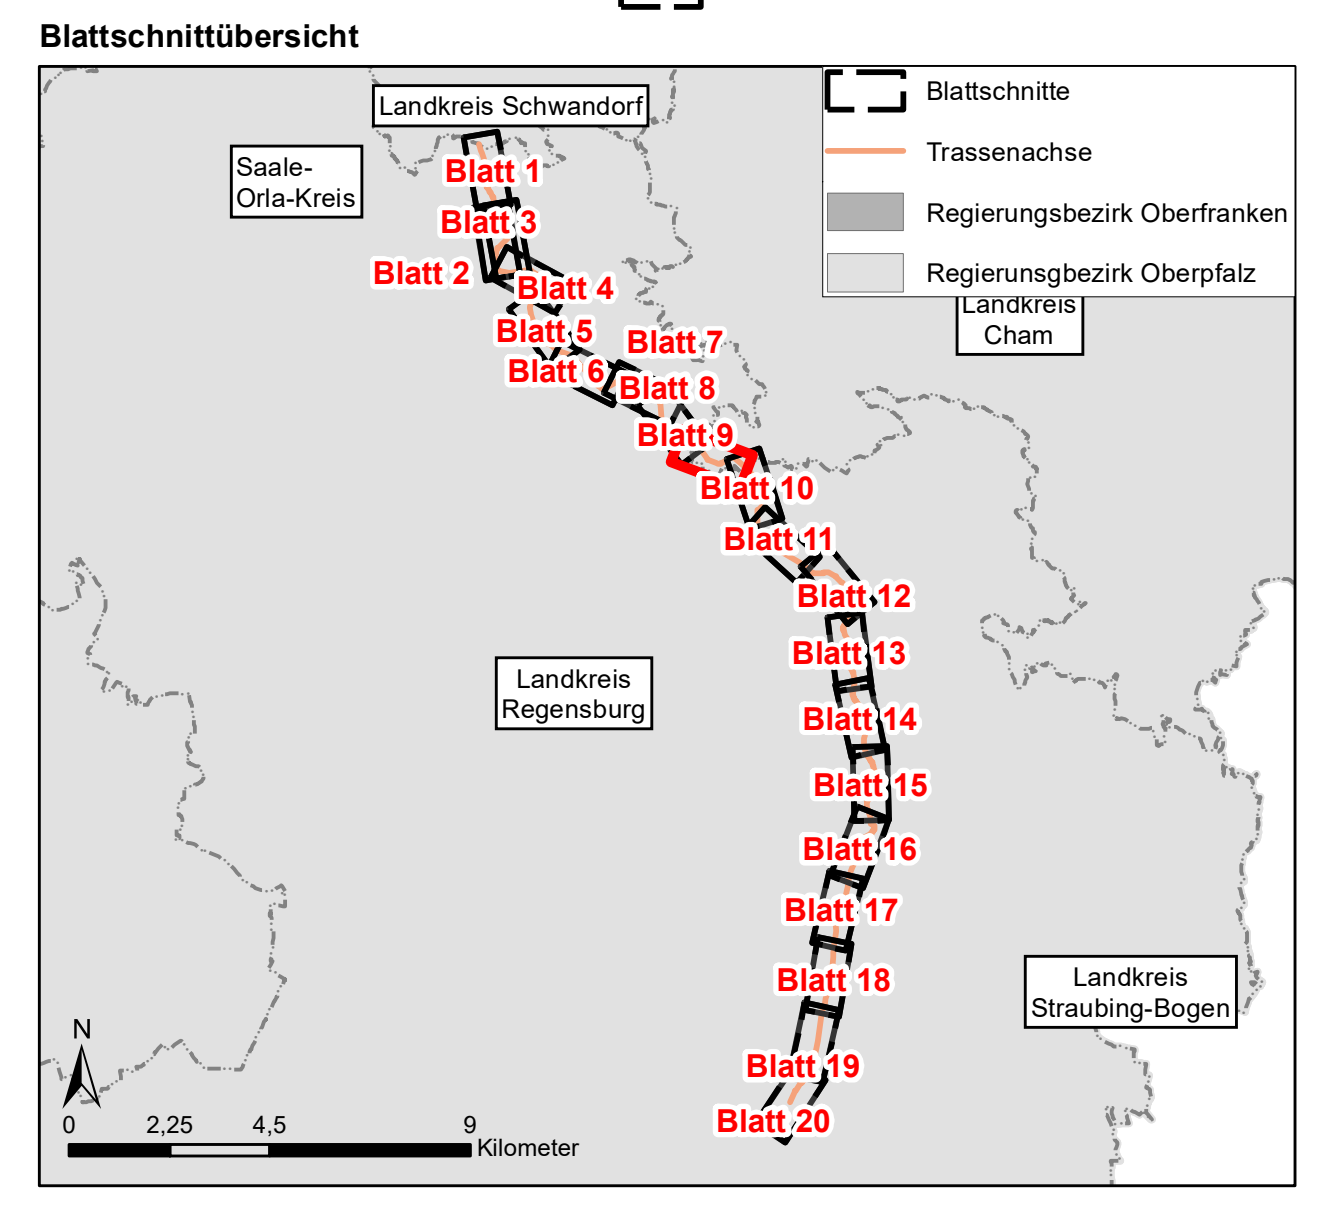 Blattschnittübersicht
Landkreis Schwandorf
Saale-
Orla-Kreis
Blattschnitte
Trassenachse
Regierungsbezirk Oberfranken
Regierunsgbezirk Oberpfalz
Landkreis
Cham
Blatt 1
Blatt 3
Blatt 2
Blatt 4
Blatt 5
Blatt 7
Blatt 6
Blatt 8
Blatt 9
Blatt 10
Blatt 11
Blatt 12
Blatt 13
Landkreis
Regensburg
Blatt 14
Blatt 15
Blatt 16
Blatt 17
Blatt 18
Landkreis
Straubing-Bogen
Blatt 19
Blatt 20
N
0 2,25 4,5 9
Kilometer